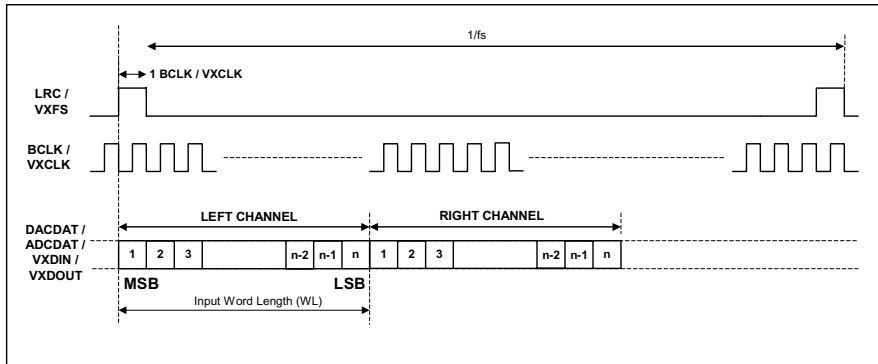 1/fs
1 BCLK / VXCLK
LRC /
VXFS
BCLK /
VXCLK
LEFT CHANNEL
RIGHT CHANNEL
DACDAT /
ADCDAT /
VXDIN /
VXDOUT
1 2 3 n-2 n-1 n 1 2 3 n-2 n-1 n
MSB
LSB
Input Word Length (WL)